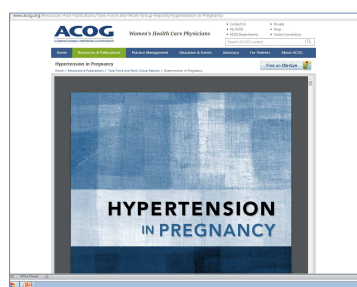 www.acog.org/Resources-And-Publications/Task-Force-and-Work-Group-Reports/Hypertension-in-Pregnancy
ACOG
Women's Health Care Physicians
Contact Us
My ACOG
ACOG Departments
Donate
Shop
Career Connection
Search ACOG content
Home
Resources & Publications
Practice Management
Education & Events
Advocacy
For Patients
About ACOG
Hypertension in Pregnancy
Home / Resources & Publications / Task Force and Work Group Reports / Hypertension in Pregnancy
Find an Ob-Gyn
HYPERTENSION
IN PREGNANCY